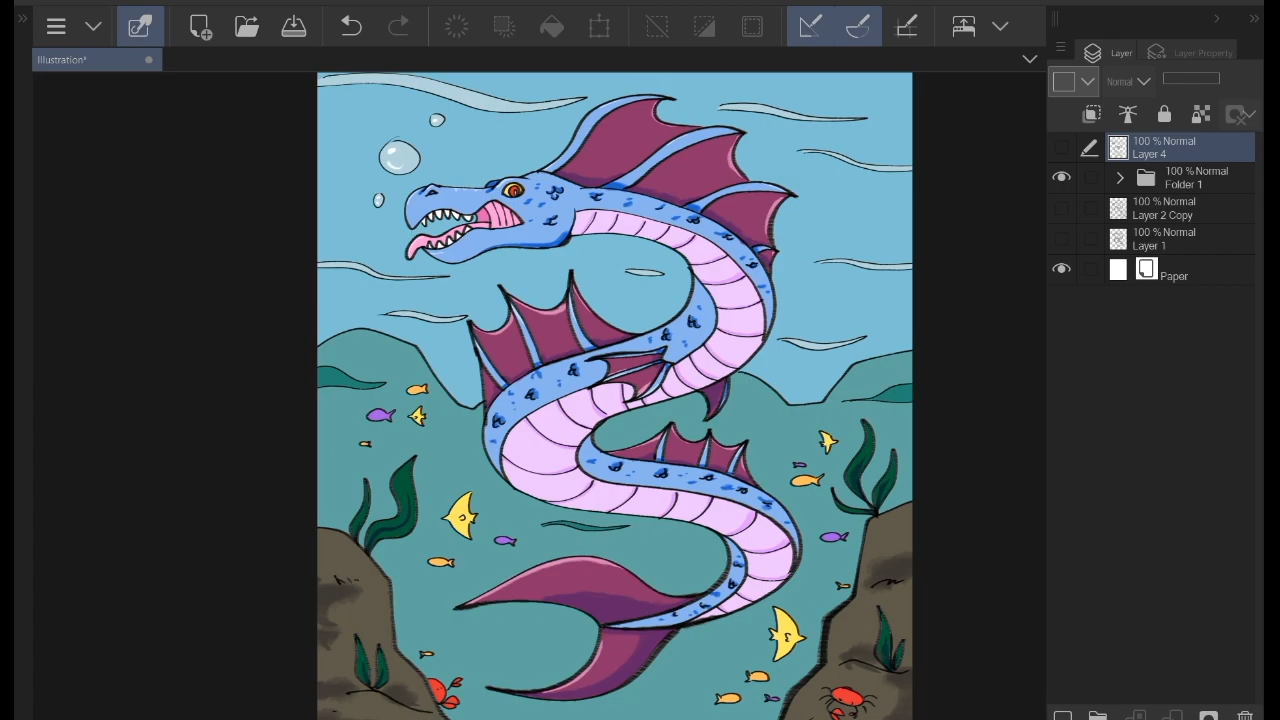 Illustration*
Layer
Layer Property
Normal
100 % Normal
Layer 4
100 % Normal
Folder 1
100 % Normal
Layer 2 Copy
100 % Normal
Layer 1
Paper